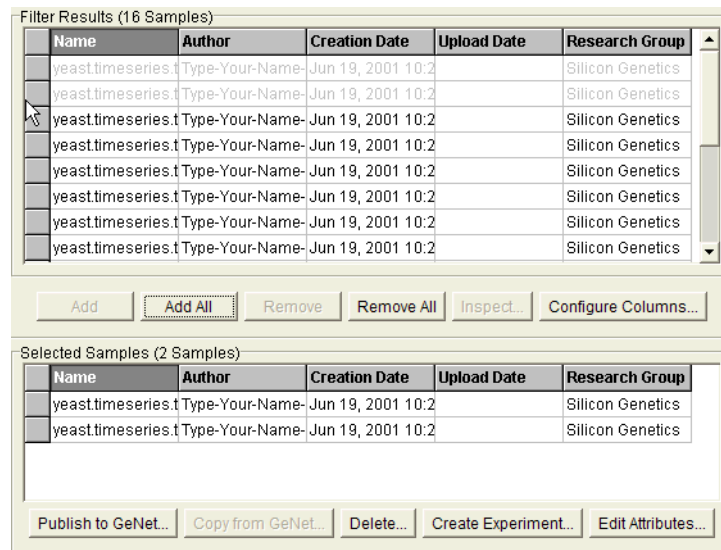 Filter Results (16 Samples)
Name Author Creation Date Upload Date Research Group
yeast.timeseries.t Type-Your-Name- Jun 19, 2001 10:2 Silicon Genetics
yeast.timeseries.t Type-Your-Name- Jun 19, 2001 10:2 Silicon Genetics
yeast.timeseries.t Type-Your-Name- Jun 19, 2001 10:2 Silicon Genetics
yeast.timeseries.t Type-Your-Name- Jun 19, 2001 10:2 Silicon Genetics
yeast.timeseries.t Type-Your-Name- Jun 19, 2001 10:2 Silicon Genetics
yeast.timeseries.t Type-Your-Name- Jun 19, 2001 10:2 Silicon Genetics
yeast.timeseries.t Type-Your-Name- Jun 19, 2001 10:2 Silicon Genetics
yeast.timeseries.t Type-Your-Name- Jun 19, 2001 10:2 Silicon Genetics
Add Add All Remove Remove All Inspect... Configure Columns...
Selected Samples (2 Samples)
Name Author Creation Date Upload Date Research Group
yeast.timeseries.t Type-Your-Name- Jun 19, 2001 10:2 Silicon Genetics
yeast.timeseries.t Type-Your-Name- Jun 19, 2001 10:2 Silicon Genetics
Publish to GeNet... Copy from GeNet... Delete... Create Experiment... Edit Attributes...